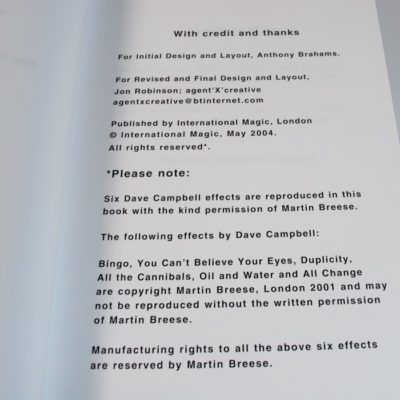 With credit and thanks
For Initial Design and Layout, Anthony Brahams.
For Revised and Final Design and Layout,
Jon Robinson; agent'X'creative
agentxcreative@btinternet.com
Published by International Magic, London
© International Magic, May 2004.
All rights reserved*.
The Dave Campbell Legacy
*Please note:
Six Dave Campbell effects are reproduced in this
book with the kind permission of Martin Breese.
The following effects by Dave Campbell:
Bingo, You Can't Believe Your Eyes, Duplicity,
All the Cannibals, Oil and Water and All Change
are copyright Martin Breese, London 2001 and may
not be reproduced without the written permission
of Martin Breese.
Manufacturing rights to all the above six effects
are reserved by Martin Breese.